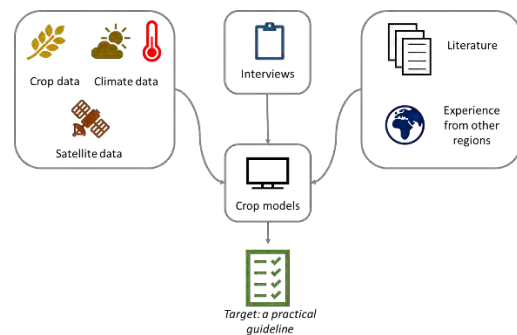 Crop data
Climate data
Satellite data
Interviews
Literature
Experience
from other
regions
Crop models
Target: a practical
guideline